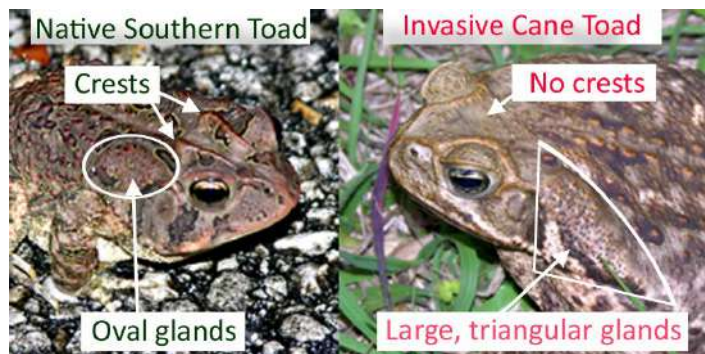 Native Southern Toad
Crests
Oval glands
Invasive Cane Toad
No crests
Large, triangular glands